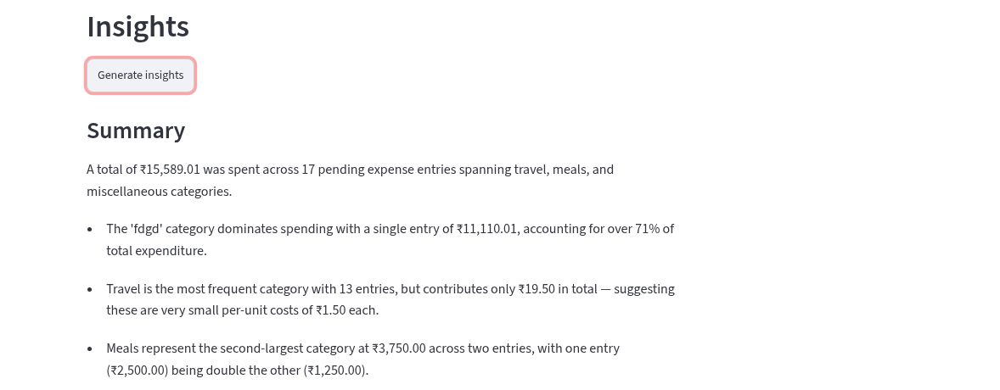 Insights
Generate insights
Summary
A total of ₹15,589.01 was spent across 17 pending expense entries spanning travel, meals, and
miscellaneous categories.
• The 'fdgd' category dominates spending with a single entry of ₹11,110.01, accounting for over 71% of
total expenditure.
• Travel is the most frequent category with 13 entries, but contributes only ₹19.50 in total — suggesting
these are very small per-unit costs of ₹1.50 each.
• Meals represent the second-largest category at ₹3,750.00 across two entries, with one entry
(₹2,500.00) being double the other (₹1,250.00).